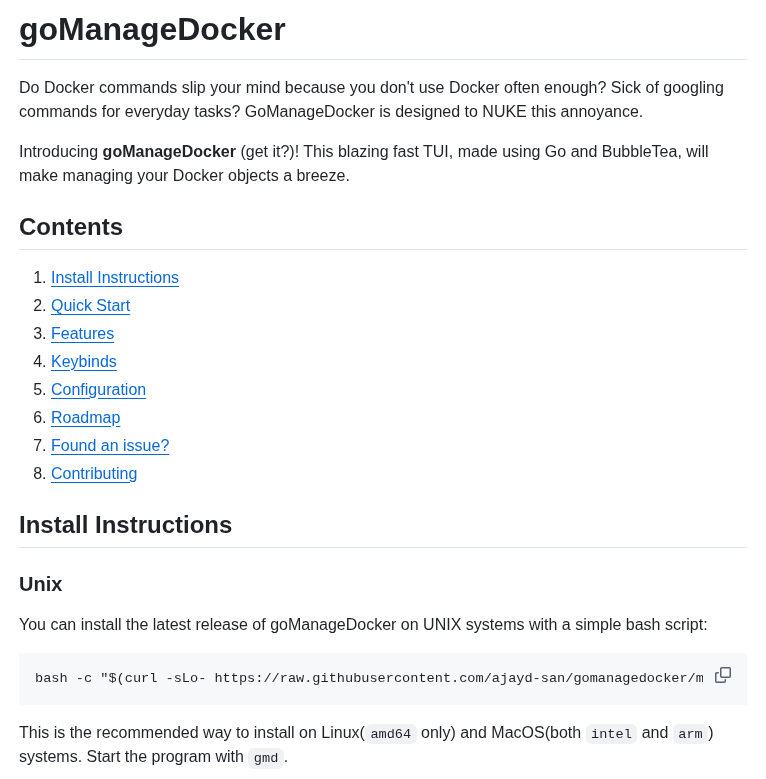 goManageDocker
Do Docker commands slip your mind because you don't use Docker often enough? Sick of googling
commands for everyday tasks? GoManageDocker is designed to NUKE this annoyance.
Introducing goManageDocker (get it?)! This blazing fast TUI, made using Go and BubbleTea, will
make managing your Docker objects a breeze.
Contents
1. Install Instructions
2. Quick Start
3. Features
4. Keybinds
5. Configuration
6. Roadmap
7. Found an issue?
8. Contributing
Install Instructions
Unix
You can install the latest release of goManageDocker on UNIX systems with a simple bash script:
bash -c "$(curl -sLo- https://raw.githubusercontent.com/ajayd-san/gomanagedocker/m
This is the recommended way to install on Linux( amd64 only) and MacOS(both intel and arm )
systems. Start the program with gmd .